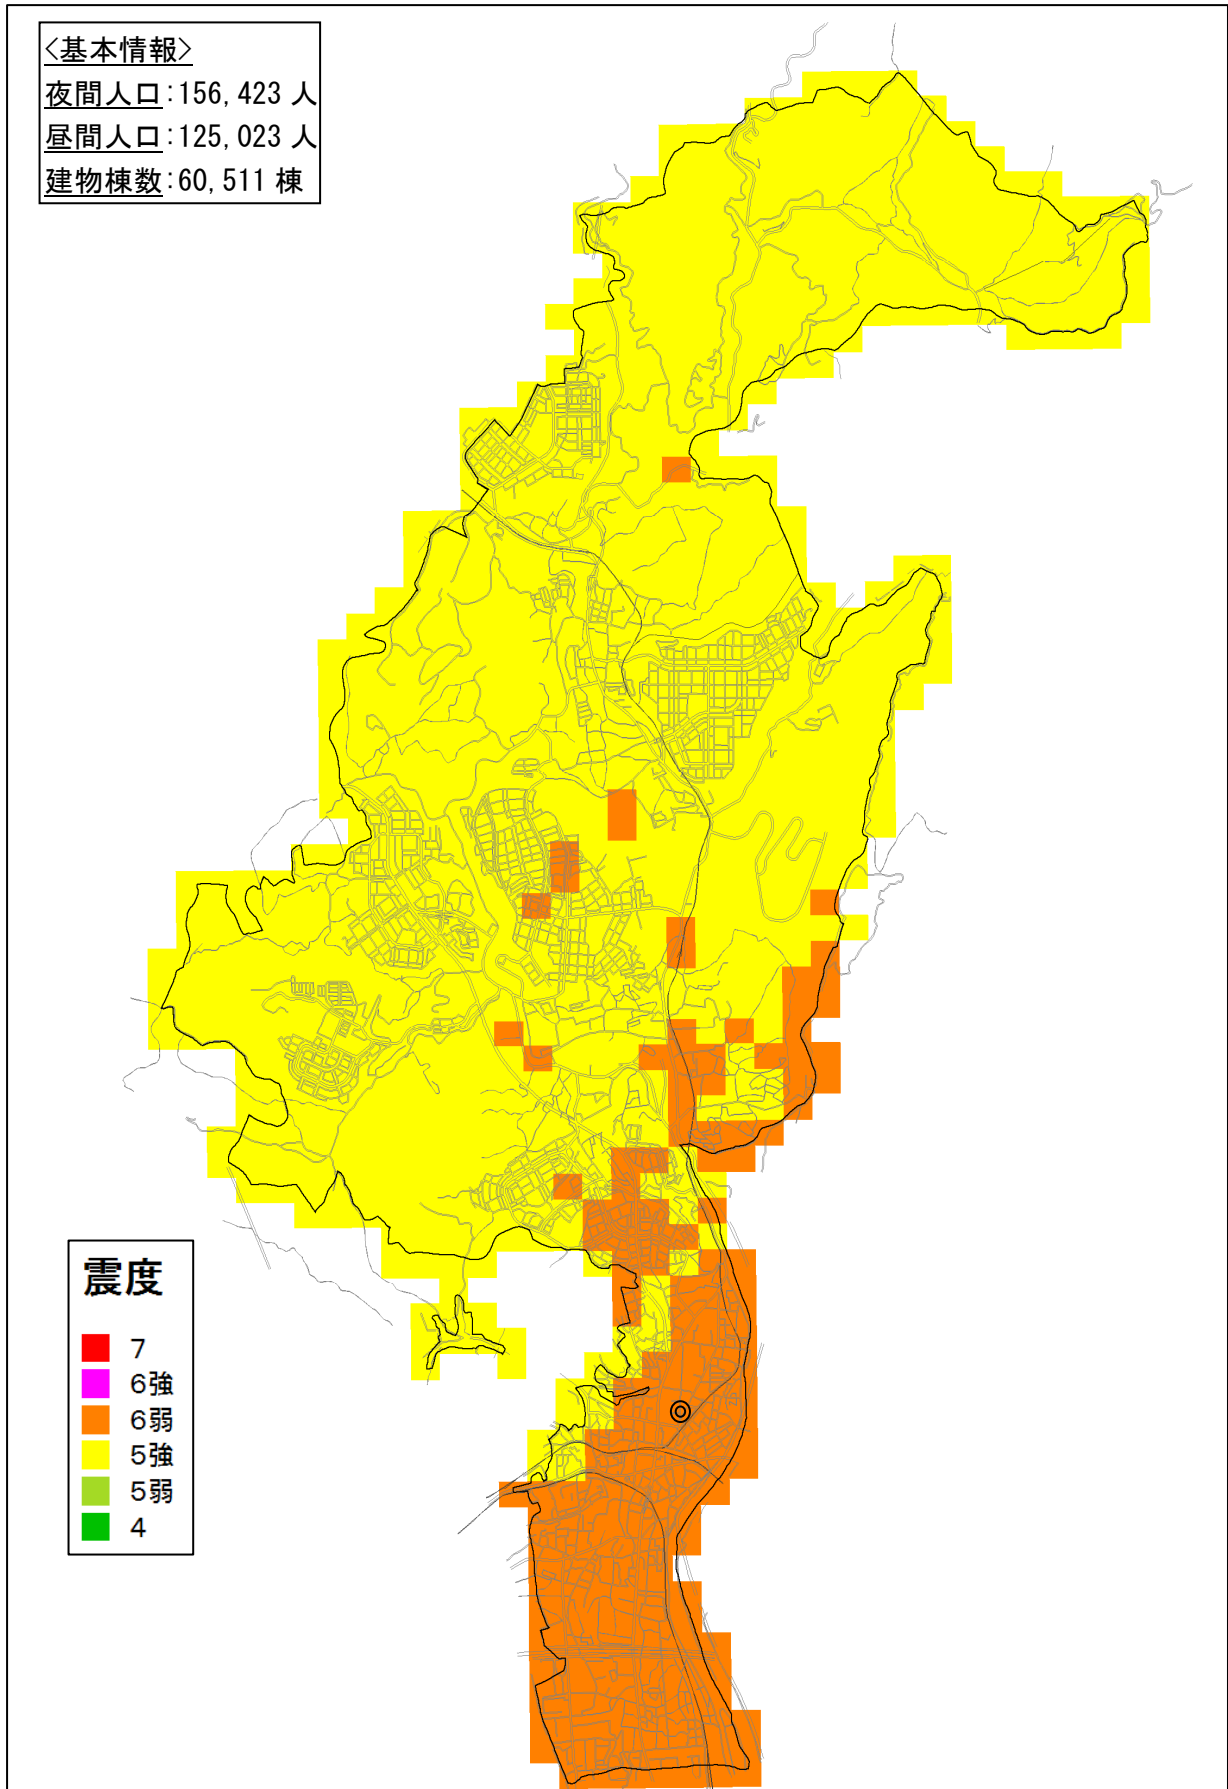 <基本情報>
夜間人口:156,423 人
昼間人口:125,023 人
建物棟数:60,511 棟
震度
7
6強
6弱
5強
5弱
4